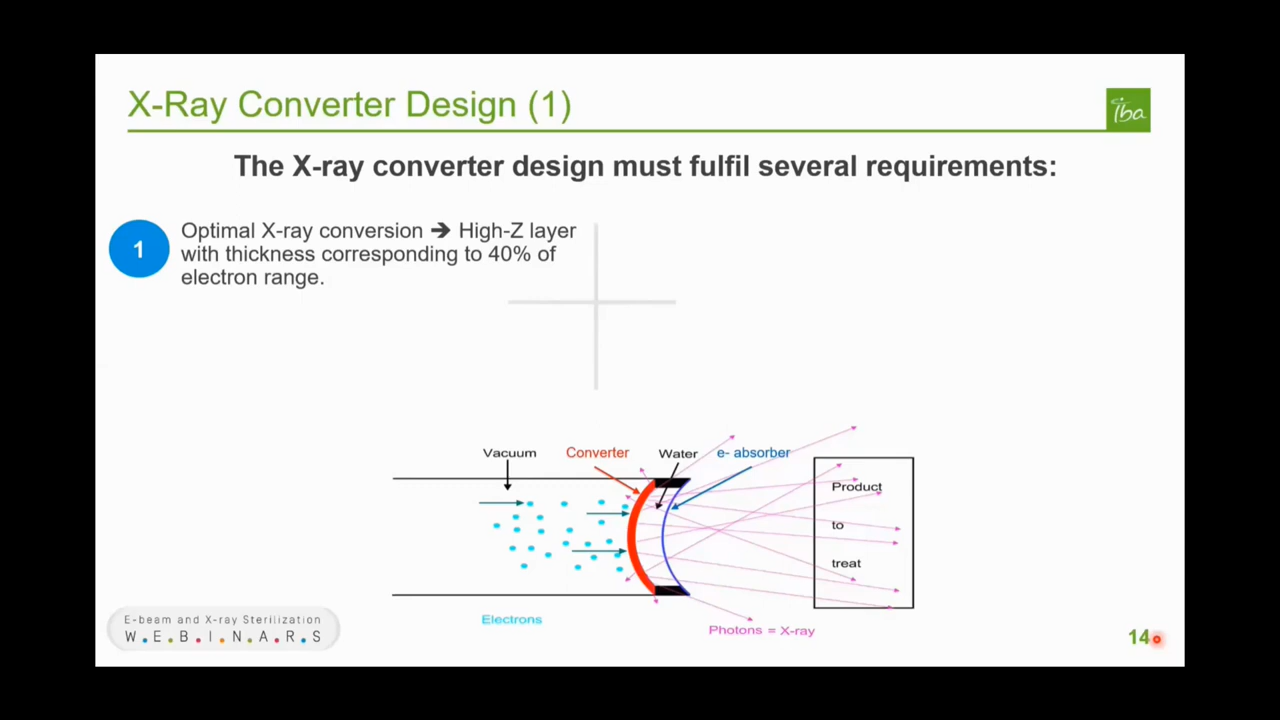 X-Ray Converter Design (1)
iba
The X-ray converter design must fulfil several requirements:
1
Optimal X-ray conversion ➔ High-Z layer
with thickness corresponding to 40% of
electron range.
Vacuum
Converter
Water
e- absorber
Product
to
treat
Electrons
Photons = X-ray
E-beam and X-ray Sterilization
W.E.B.I.N.A.R.S
14